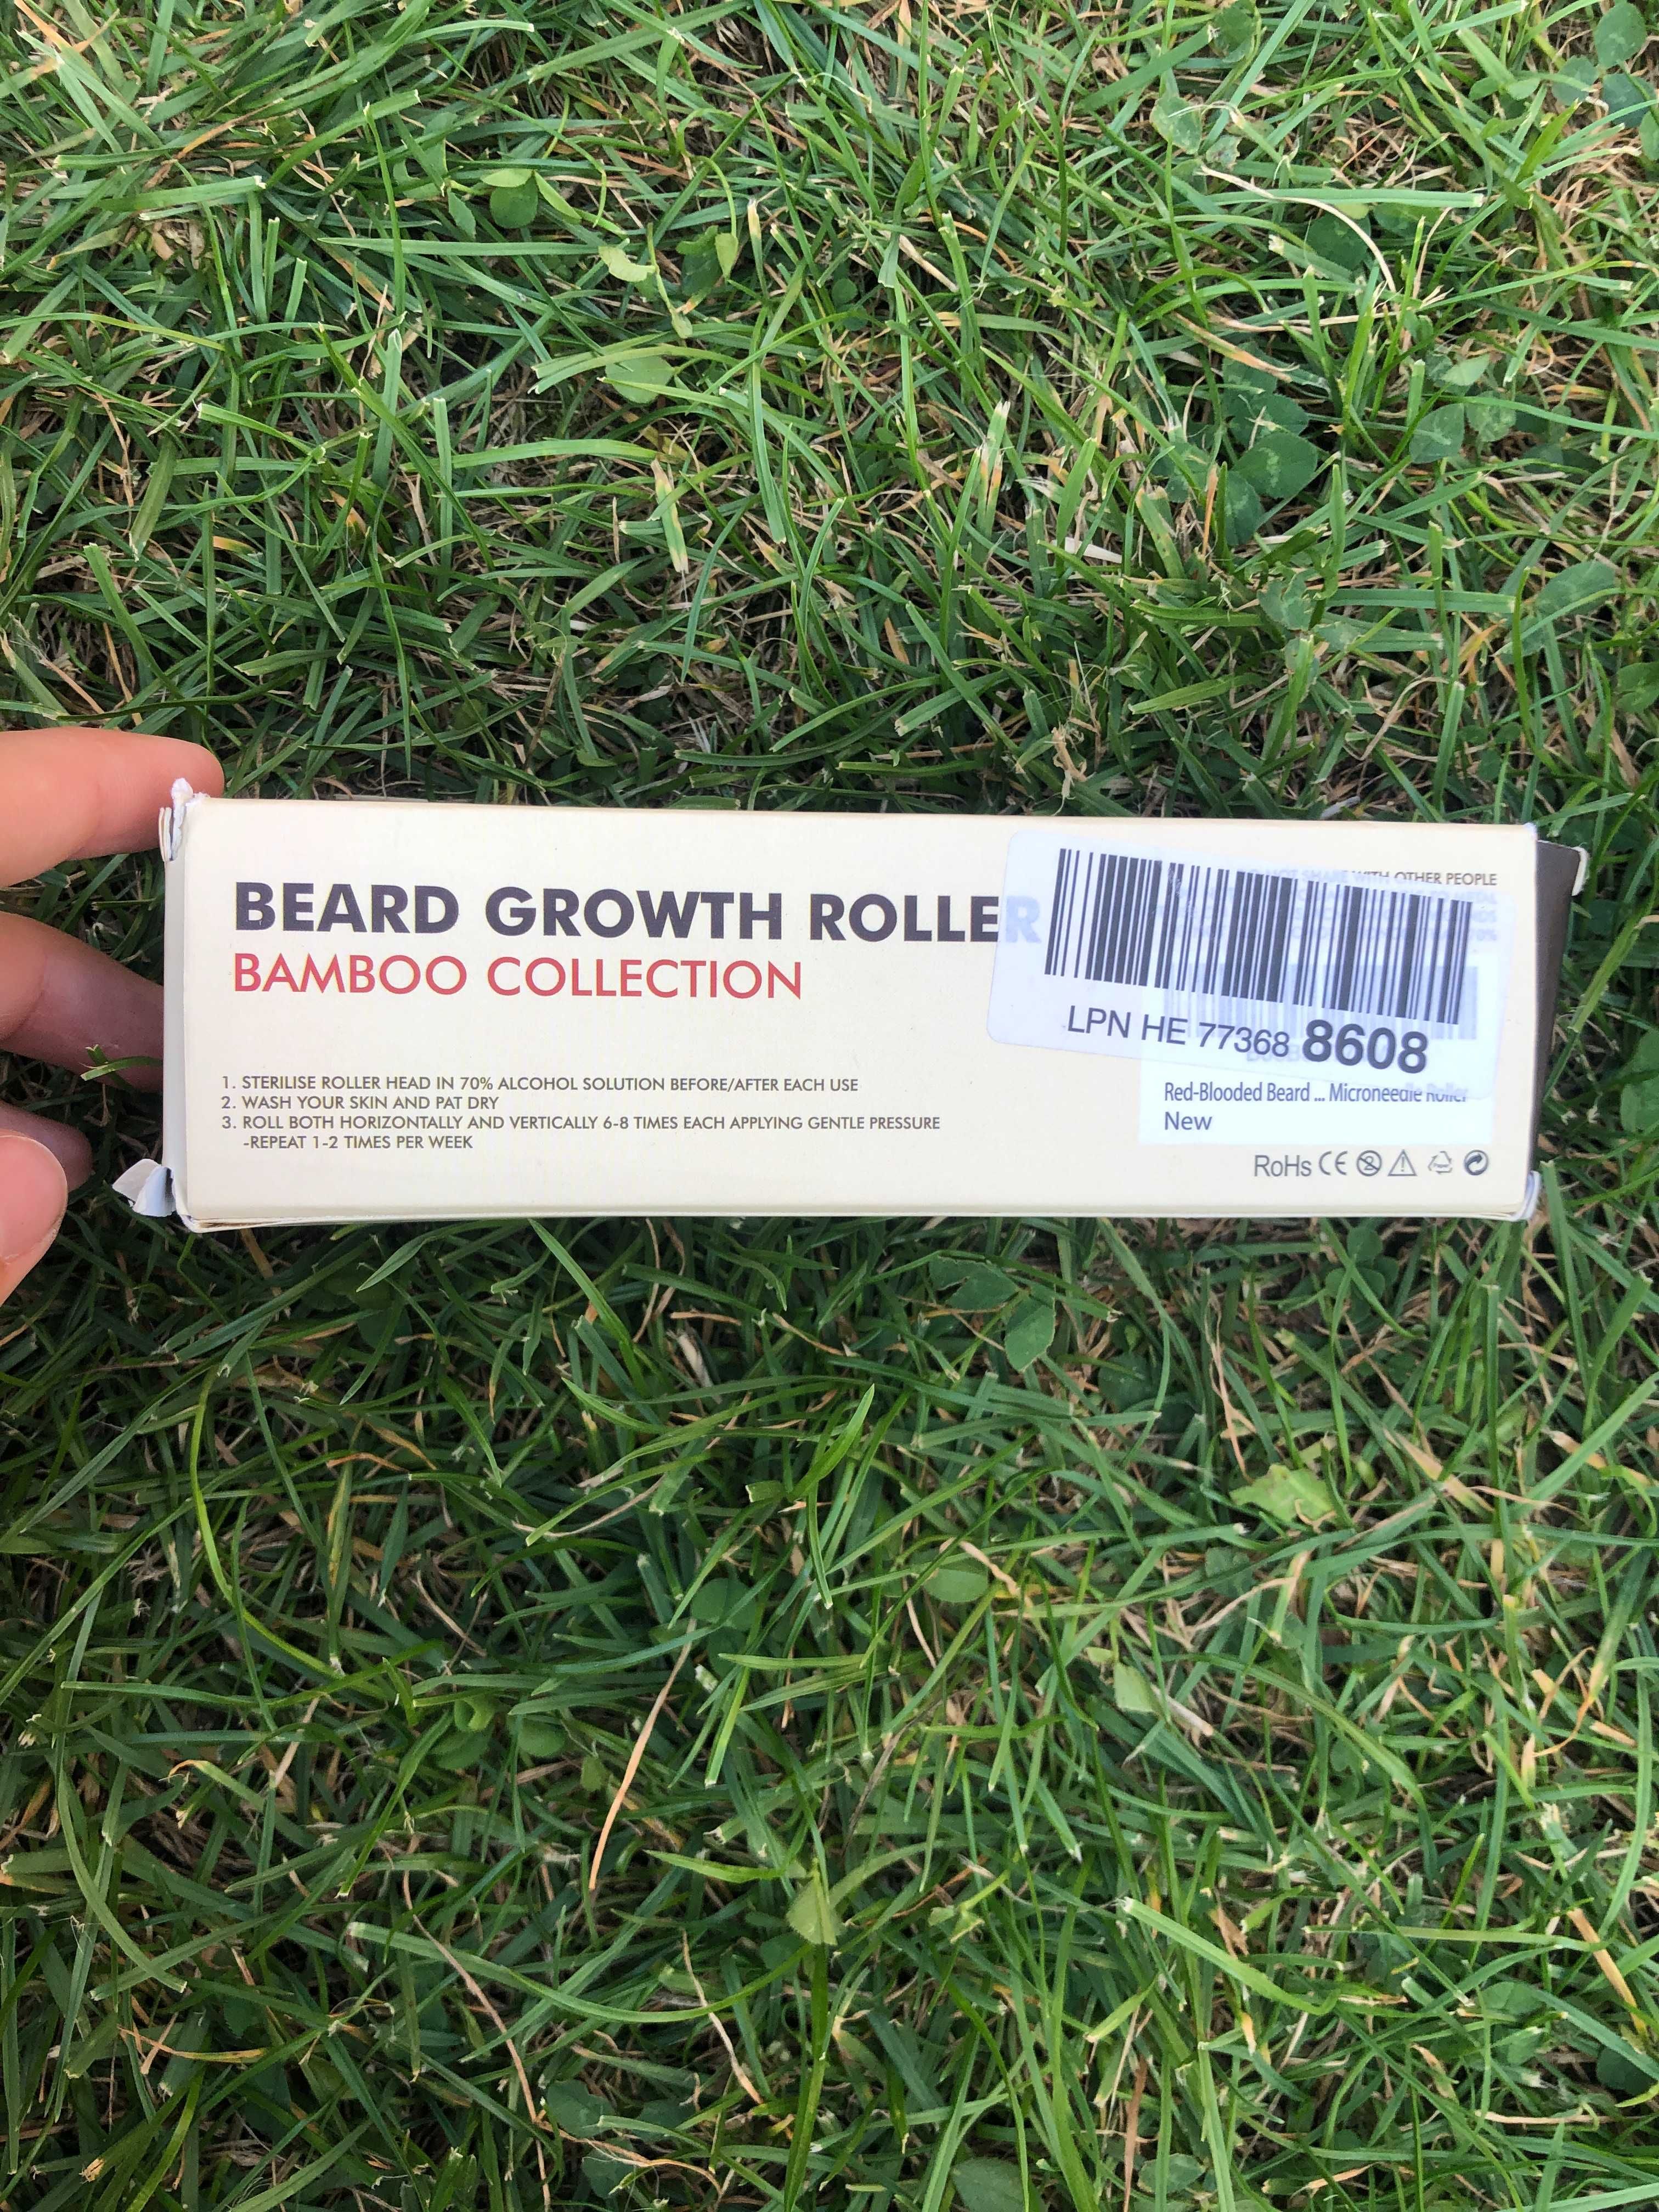 BEARD GROWTH ROLLER
BAMBOO COLLECTION
1. STERILISE ROLLER HEAD IN 70% ALCOHOL SOLUTION BEFORE/AFTER EACH USE
2. WASH YOUR SKIN AND PAT DRY
3. ROLL BOTH HORIZONTALLY AND VERTICALLY 6-8 TIMES EACH APPLYING GENTLE PRESSURE
-REPEAT 1-2 TIMES PER WEEK
DO NOT SHARE WITH OTHER PEOPLE
LPN HE 77368 8608
Red-Blooded Beard ... Microneedle Roller
New
RoHs CE